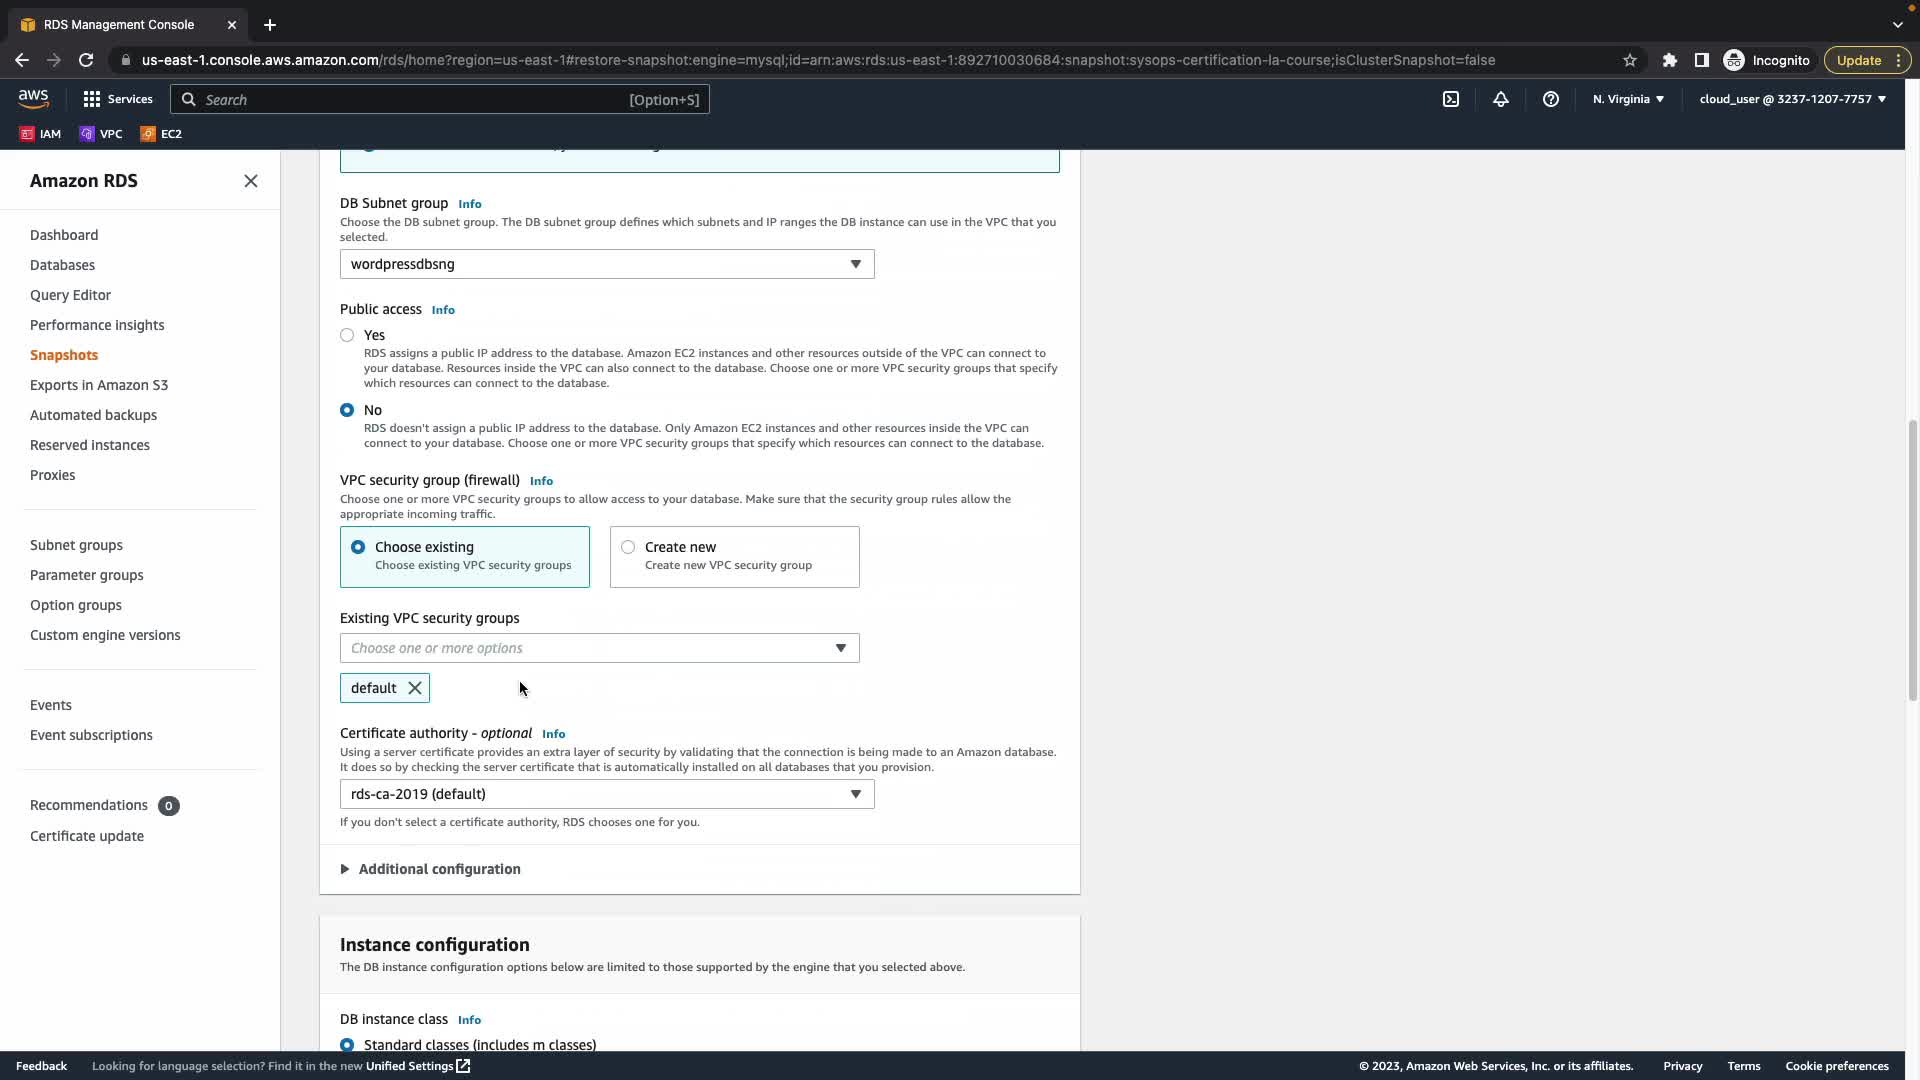 RDS Management Console
us-east-1.console.aws.amazon.com/rds/home?region=us-east-1#restore-snapshot:engine=mysql;id=arn:aws:rds:us-east-1:892710030684:snapshot:sysops-certification-la-course;isClusterSnapshot=false
Incognito
Update
aws
Services
Search
[Option+S]
N. Virginia
cloud_user @ 3237-1207-7757
IAM
VPC
EC2
Amazon RDS
Dashboard
Databases
Query Editor
Performance insights
Snapshots
Exports in Amazon S3
Automated backups
Reserved instances
Proxies
Subnet groups
Parameter groups
Option groups
Custom engine versions
Events
Event subscriptions
Recommendations 0
Certificate update
DB Subnet group Info
Choose the DB subnet group. The DB subnet group defines which subnets and IP ranges the DB instance can use in the VPC that you
selected.
wordpressdbsng
Public access Info
Yes
RDS assigns a public IP address to the database. Amazon EC2 instances and other resources outside of the VPC can connect to
your database. Resources inside the VPC can also connect to the database. Choose one or more VPC security groups that specify
which resources can connect to the database.
No
RDS doesn't assign a public IP address to the database. Only Amazon EC2 instances and other resources inside the VPC can
connect to your database. Choose one or more VPC security groups that specify which resources can connect to the database.
VPC security group (firewall) Info
Choose one or more VPC security groups to allow access to your database. Make sure that the security group rules allow the
appropriate incoming traffic.
Choose existing
Choose existing VPC security groups
Create new
Create new VPC security group
Existing VPC security groups
Choose one or more options
default
Certificate authority - optional Info
Using a server certificate provides an extra layer of security by validating that the connection is being made to an Amazon database.
It does so by checking the server certificate that is automatically installed on all databases that you provision.
rds-ca-2019 (default)
If you don't select a certificate authority, RDS chooses one for you.
Additional configuration
Instance configuration
The DB instance configuration options below are limited to those supported by the engine that you selected above.
DB instance class Info
Standard classes (includes m classes)
Feedback
Looking for language selection? Find it in the new Unified Settings
© 2023, Amazon Web Services, Inc. or its affiliates.
Privacy
Terms
Cookie preferences